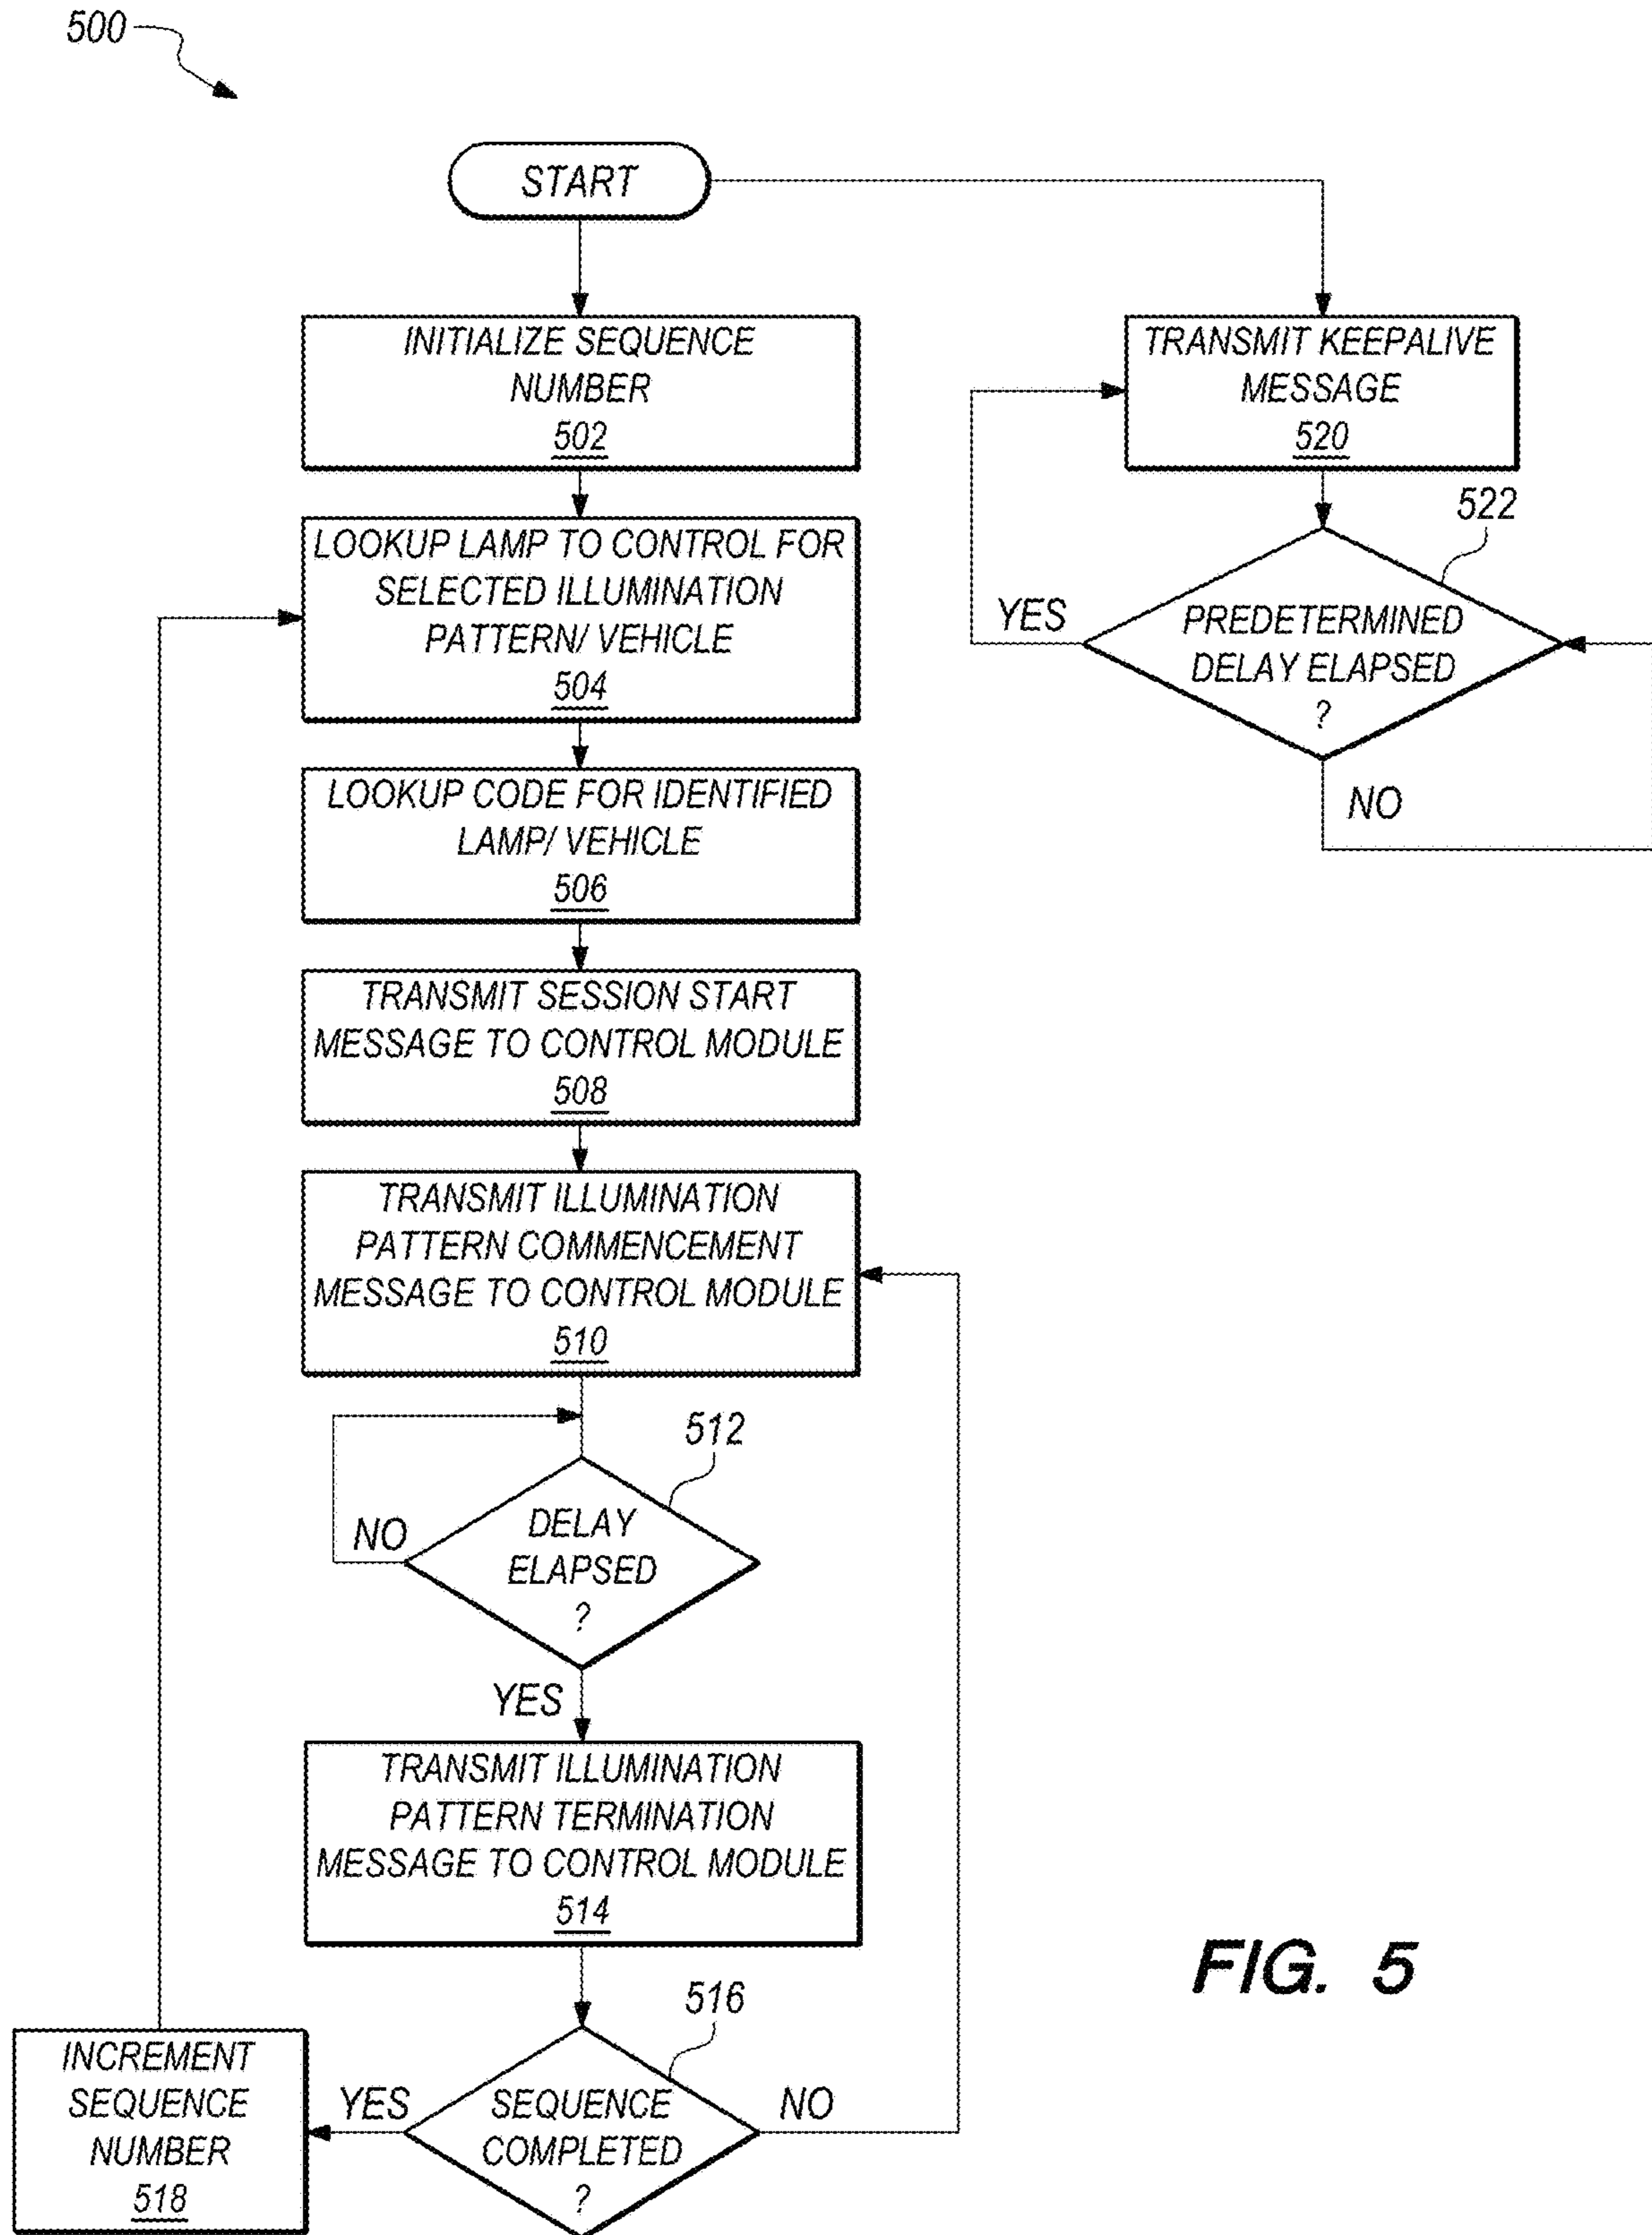 500
START
INITIALIZE SEQUENCE
NUMBER
502
TRANSMIT KEEPALIVE
MESSAGE
520
522
PREDETERMINED
DELAY ELAPSED
?
YES
NO
LOOKUP LAMP TO CONTROL FOR
SELECTED ILLUMINATION
PATTERN/ VEHICLE
504
LOOKUP CODE FOR IDENTIFIED
LAMP/ VEHICLE
506
TRANSMIT SESSION START
MESSAGE TO CONTROL MODULE
508
TRANSMIT ILLUMINATION
PATTERN COMMENCEMENT
MESSAGE TO CONTROL MODULE
510
512
DELAY
ELAPSED
?
NO
YES
TRANSMIT ILLUMINATION
PATTERN TERMINATION
MESSAGE TO CONTROL MODULE
514
516
SEQUENCE
COMPLETED
?
YES
NO
INCREMENT
SEQUENCE
NUMBER
518
FIG. 5